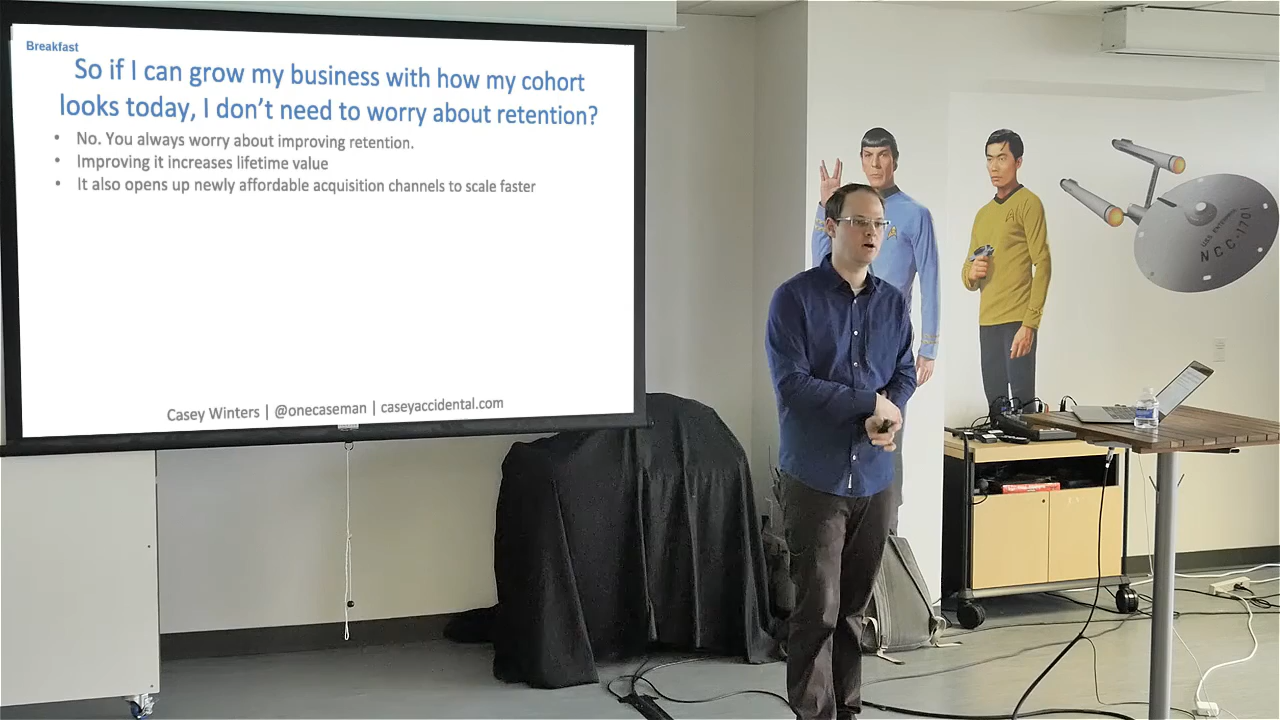 Breakfast
So if I can grow my business with how my cohort
looks today, I don't need to worry about retention?
• No. You always worry about improving retention.
• Improving it increases lifetime value
• It also opens up newly affordable acquisition channels to scale faster
Casey Winters | @onecaseman | caseyaccidental.com
USS ENTERPRISE
NCC-1701